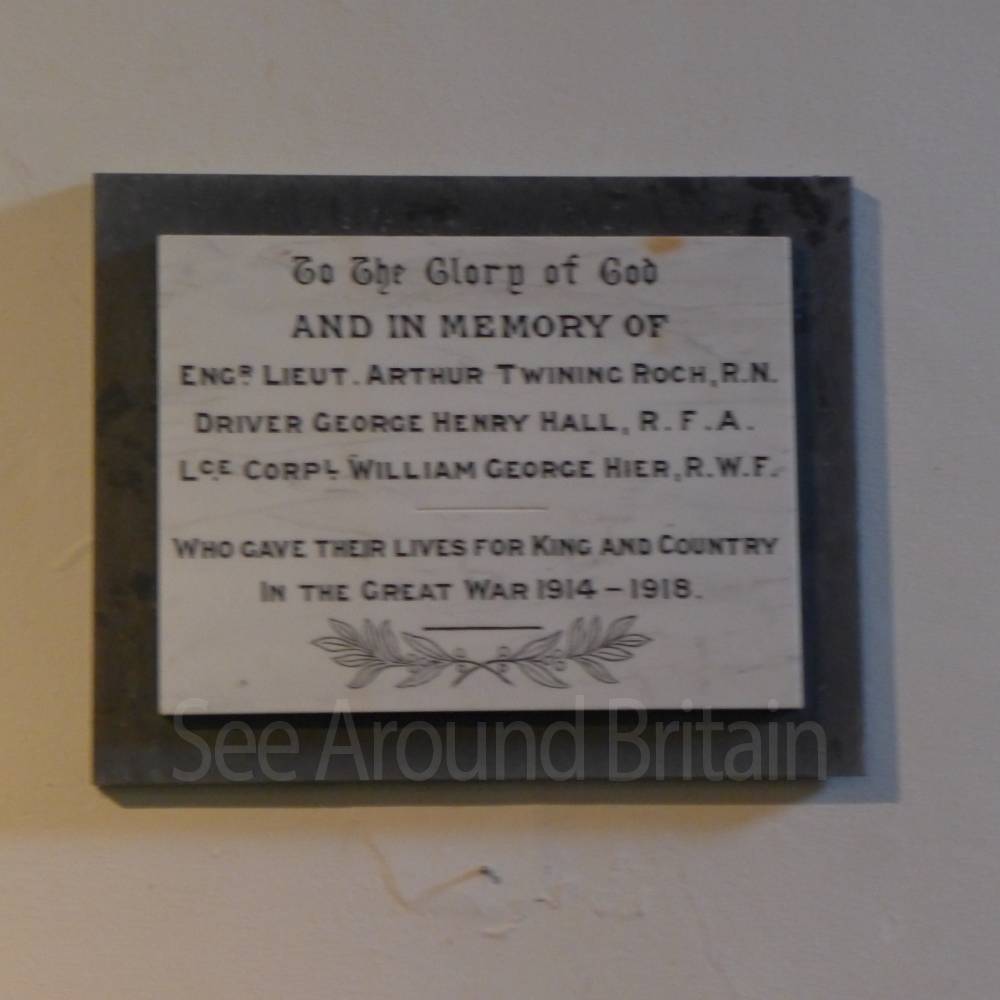 To The Glory of God
AND IN MEMORY OF
ENGR LIEUT. ARTHUR TWINING ROCH, R.N.
DRIVER GEORGE HENRY HALL, R.F.A.
LCE CORPL WILLIAM GEORGE HIER, R.W.F.
WHO GAVE THEIR LIVES FOR KING AND COUNTRY
IN THE GREAT WAR 1914 – 1918.
See Around Britain